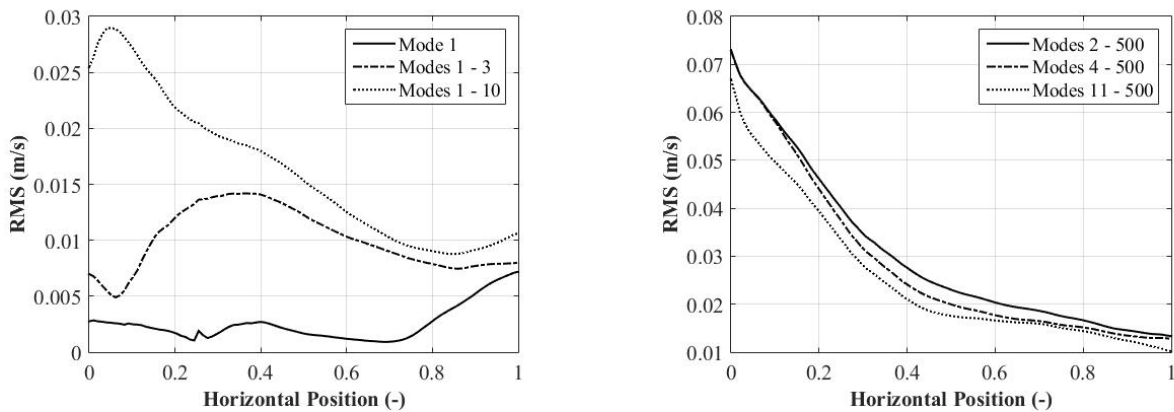 0.03
0.025
0.02
0.015
0.01
0.005
0
RMS (m/s)
Mode 1
Modes 1 - 3
Modes 1 - 10
0 0.2 0.4 0.6 0.8 1
Horizontal Position (-)
0.08
0.07
0.06
0.05
0.04
0.03
0.02
0.01
RMS (m/s)
Modes 2 - 500
Modes 4 - 500
Modes 11 - 500
0 0.2 0.4 0.6 0.8 1
Horizontal Position (-)